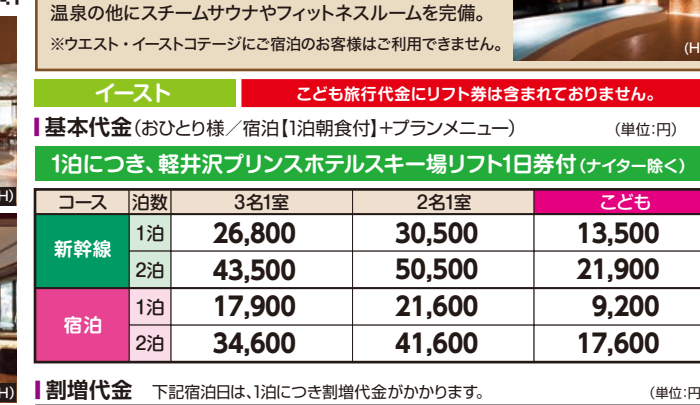 温泉の他にスチームサウナやフィットネスルームを完備。
※ウエスト・イーストコテージにご宿泊のお客様はご利用できません。
イースト
こども旅行代金にリフト券は含まれておりません。
基本代金(おひとり様／宿泊【1泊朝食付】+プランメニュー) (単位:円)
1泊につき、軽井沢プリンスホテルスキー場リフト1日券付(ナイター除く)
コース 泊数 3名1室 2名1室 こども
新幹線 1泊 26,800 30,500 13,500
2泊 43,500 50,500 21,900
宿泊 1泊 17,900 21,600 9,200
2泊 34,600 41,600 17,600
割増代金 下記宿泊日は、1泊につき割増代金がかかります。 (単位:円